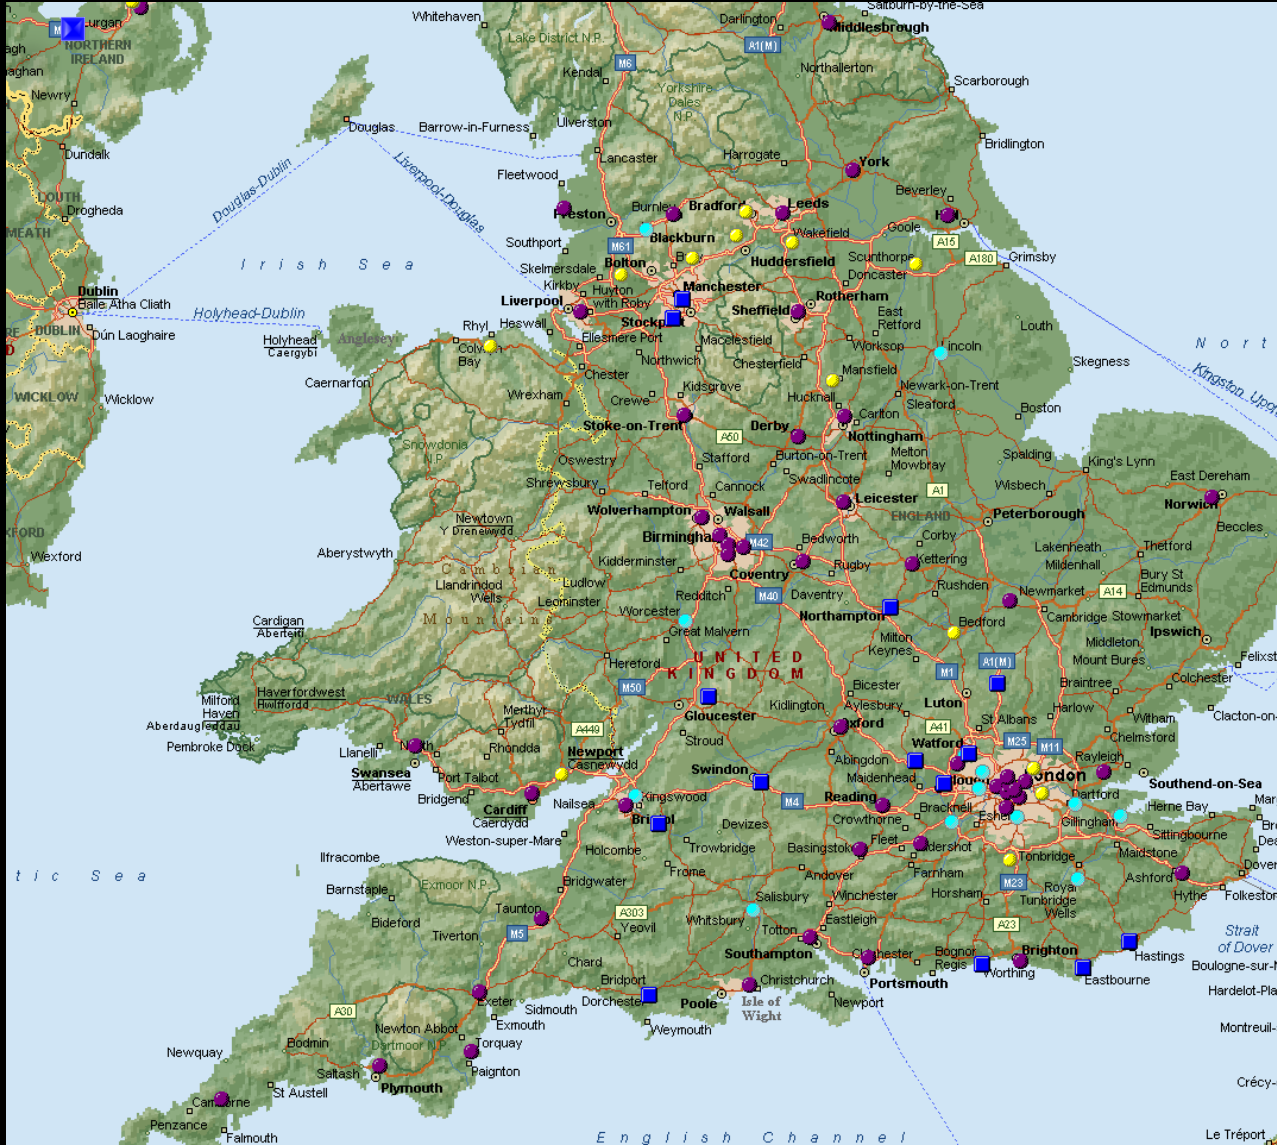 Saltburn-by-the-Sea
Whitehaven
Darlington
Middlesbrough
Lurgan
NORTHERN
IRELAND
Lake District N.P.
A1(M)
M6
Kendal
Northallerton
Yorkshire
Dales
N.P.
Scarborough
Newry
Ulverston
Douglas
Barrow-in-Furness
Bridlington
Dundalk
Lancaster
Harrogate
York
Fleetwood
Douglas-Dublin
Liverpool-Douglas
Beverley
LOUTH
Drogheda
Preston
Burnley
Bradford
Leeds
Goole
MEATH
Blackburn
Wakefield
A15
Southport
M61
Huddersfield
Scunthorpe
A180
Grimsby
Irish Sea
Bolton
Doncaster
Skelmersdale
Kirkby
Huyton
with Roby
Manchester
Dublin
Baile Átha Cliath
Liverpool
Rotherham
Sheffield
Holyhead-Dublin
Stockport
East
Retford
Louth
DUBLIN
Dún Laoghaire
Rhyl
Heswall
Ellesmere Port
Macclesfield
Worksop
Lincoln
Nort
Holyhead
Caergybi
Anglesey
Colwyn
Bay
Northwich
Chesterfield
Skegness
Kingston Upo
Chester
Mansfield
Caernarfon
Kidsgrove
Newark-on-Trent
WICKLOW
Wicklow
Wrexham
Crewe
Hucknall
Sleaford
Boston
Carlton
Stoke-on-Trent
A50
Derby
Nottingham
Snowdonia
N.P.
Oswestry
Stafford
Burton-on-Trent
Melton
Mowbray
Spalding
King's Lynn
Shrewsbury
Telford
Cannock
Swadlincote
A1
Wisbech
East Dereham
Leicester
Norwich
Wolverhampton
Walsall
ENGLAND
Peterborough
Newtown
Y Drenewydd
Birmingham
M42
Bedworth
Corby
Beccles
Wexford
Aberystwyth
Kidderminster
Coventry
Rugby
Kettering
Lakenheath
Mildenhall
Thetford
Cambrian
Mountains
Llandrindod
Wells
Ludlow
Leominster
Redditch
M40
Daventry
Rushden
Newmarket
Bury St
Edmunds
A14
Worcester
Northampton
Cambridge
Stowmarket
Cardigan
Aberteifi
Great Malvern
Bedford
Ipswich
Milton
Keynes
Middleton
UNITED
KINGDOM
Hereford
A1(M)
M1
Mount Bures
Felixst
Haverfordwest
Hwlffordd
WALES
M50
Bicester
Braintree
Colchester
Milford
Haven
Aberdaugleddau
Merthyr
Tydfil
Gloucester
Kidlington
Aylesbury
Luton
Harlow
Witham
Clacton-on-
A449
Oxford
St Albans
A41
Pembroke Dock
Llanelli
Rhondda
Newport
Casnewydd
Stroud
Abingdon
Watford
M25
M11
Chelmsford
Swansea
Abertawe
Port Talbot
Swindon
Maidenhead
London
Rayleigh
Southend-on-Sea
Bridgend
Cardiff
Caerdydd
Nailsea
Kingswood
M4
Reading
Bracknell
Dartford
Herne Bay
Bristol
Crowthorne
Esher
Gillingham
Weston-super-Mare
Devizes
Trowbridge
Basingstoke
Fleet
Aldershot
Sittingbourne
Ilfracombe
Holcombe
Tonbridge
Maidstone
Exmoor N.P.
Frome
Andover
Farnham
M23
Ashford
Dover
tic Sea
Barnstaple
Bridgwater
Salisbury
Winchester
Horsham
Royal
Tunbridge
Wells
Hythe
Folkeston
Bideford
Taunton
A303
Whitsbury
Eastleigh
A23
Tiverton
M5
Yeovil
Totton
Southampton
Chichester
Bognor
Regis
Brighton
Hastings
Strait
of Dover
Chard
Worthing
Eastbourne
Boulogne-sur-M
Bridport
Christchurch
Portsmouth
Hardelot-Pla
Exeter
Sidmouth
Dorchester
Poole
Isle of
Wight
Newport
A30
Exmouth
Weymouth
Newton Abbot
Dartmoor N.P.
Montreuil-
Newquay
Bodmin
Torquay
Paignton
Saltash
Plymouth
Crécy-
St Austell
Camborne
Penzance
Falmouth
English Channel
Le Tréport